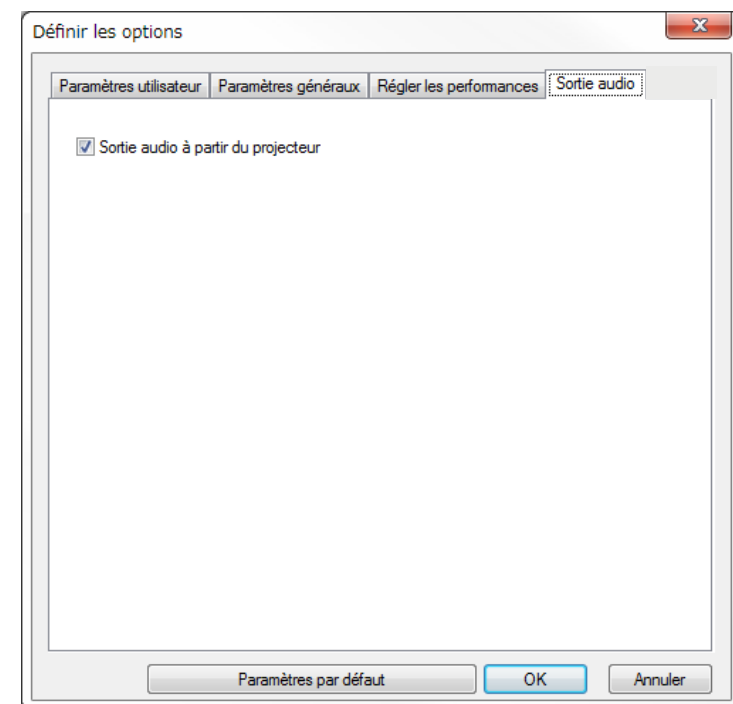 Définir les options
Paramètres utilisateur Paramètres généraux Régler les performances Sortie audio
Sortie audio à partir du projecteur
Paramètres par défaut OK Annuler